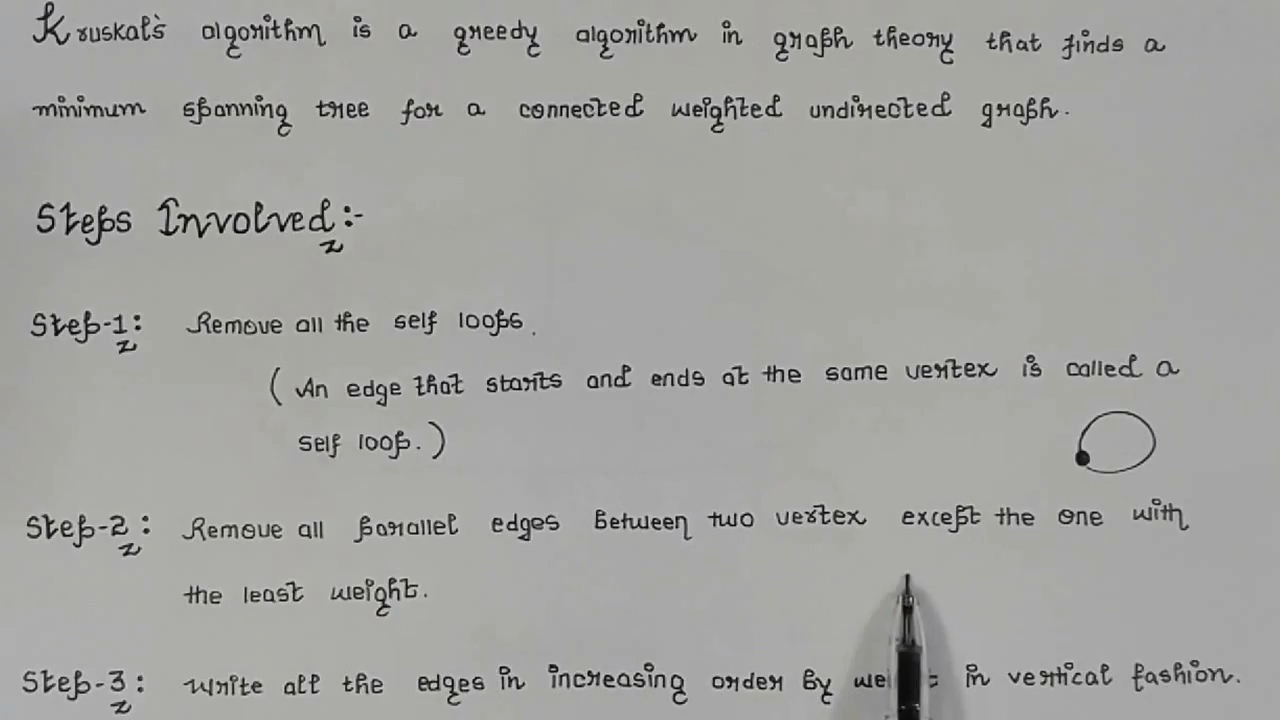 Kruskal's algorithm is a greedy algorithm in graph theory that finds a
minimum spanning tree for a connected weighted undirected graph.
Steps Involved:-
Step-1: Remove all the self loops.
(An edge that starts and ends at the same vertex is called a
self loop.)
Step-2: Remove all parallel edges between two vertex except the one with
the least weight.
Step-3: Write all the edges in increasing order by in vertical fashion.